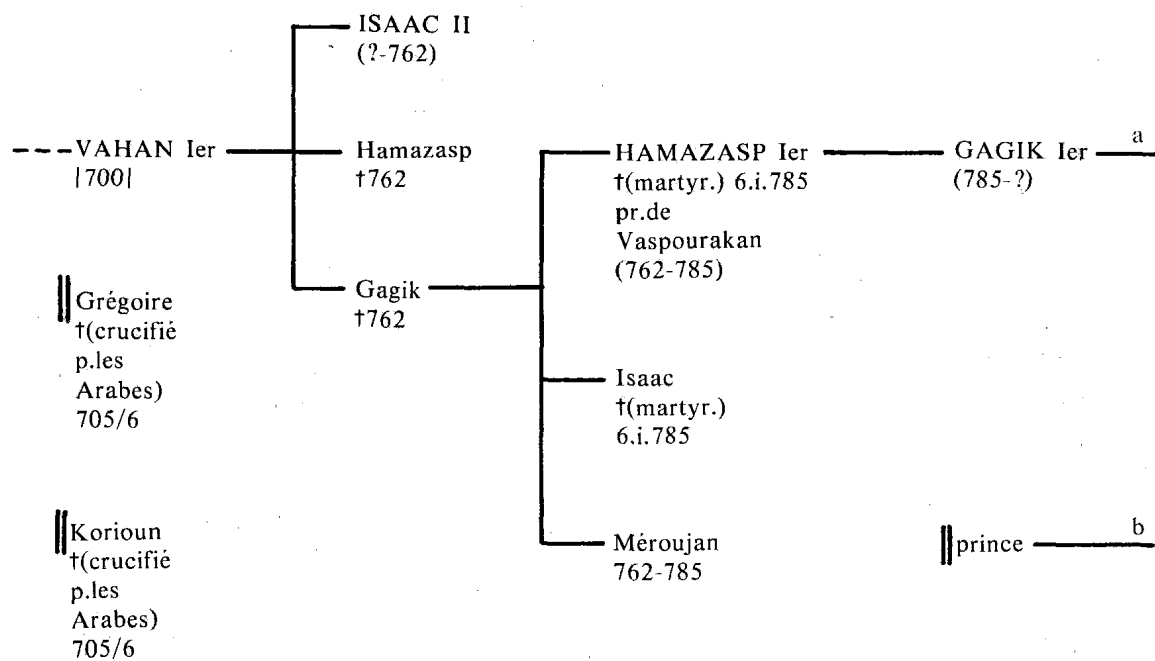 ISAAC II
(?-762)
VAHAN Ier
|700|
Hamazasp
†762
HAMAZASP Ier
†(martyr.) 6.i.785
pr.de
Vaspourakan
(762-785)
GAGIK Ier
(785-?)
a
Grégoire
†(crucifié
p.les
Arabes)
705/6
Gagik
†762
Isaac
†(martyr.)
6.i.785
Korioun
†(crucifié
p.les
Arabes)
705/6
Méroujan
762-785
prince
b